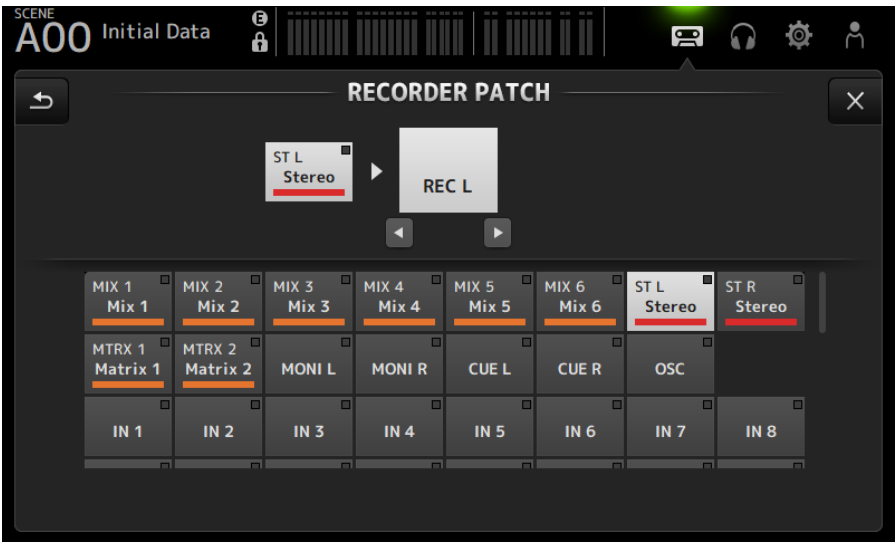 SCENE
A00 Initial Data E
RECORDER PATCH
ST L
Stereo
REC L
MIX 1 MIX 2 MIX 3 MIX 4 MIX 5 MIX 6 ST L ST R
Mix 1 Mix 2 Mix 3 Mix 4 Mix 5 Mix 6 Stereo Stereo
MTRX 1 MTRX 2
Matrix 1 Matrix 2 MONI L MONI R CUE L CUE R OSC
IN 1 IN 2 IN 3 IN 4 IN 5 IN 6 IN 7 IN 8